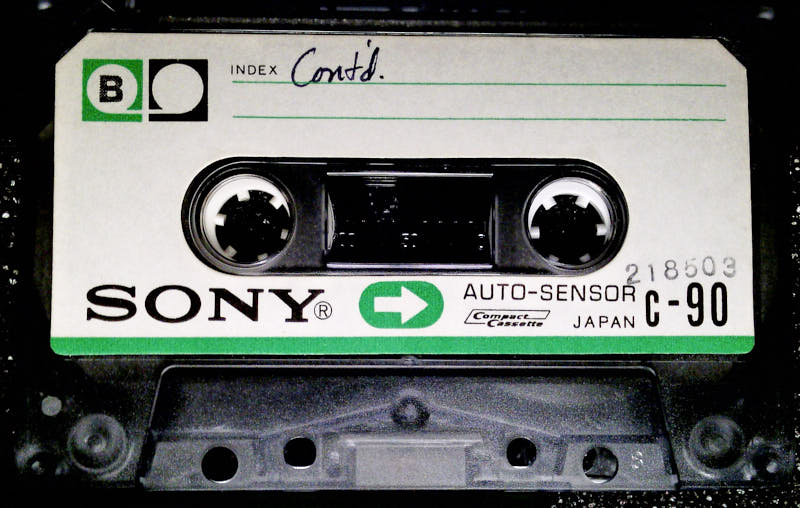 B INDEX Cont'd.
218503
SONY® AUTO-SENSOR C-90
Compact Cassette JAPAN